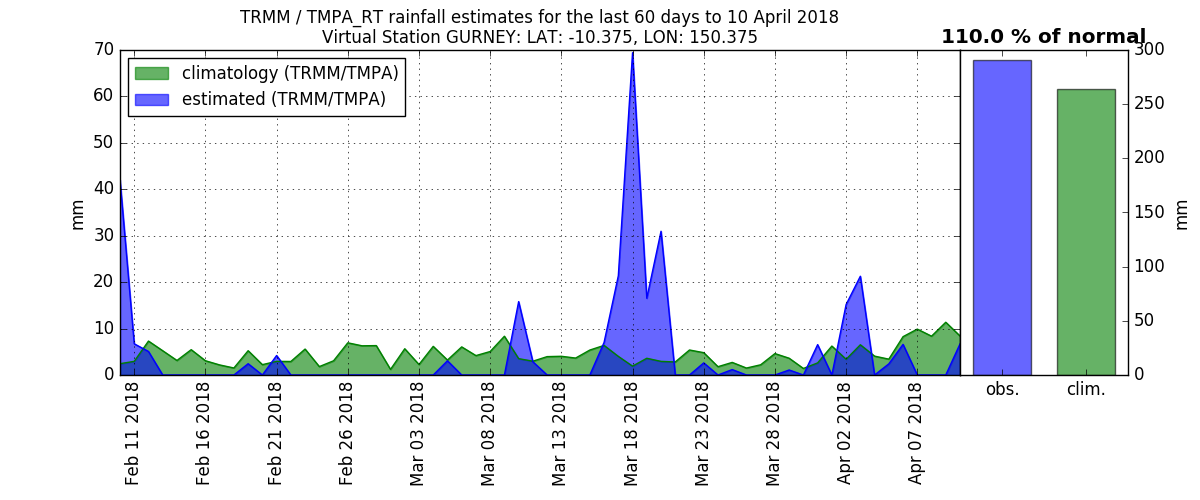 TRMM / TMPA_RT rainfall estimates for the last 60 days to 10 April 2018
Virtual Station GURNEY: LAT: -10.375, LON: 150.375
110.0 % of normal
climatology (TRMM/TMPA)
estimated (TRMM/TMPA)
mm
70
60
50
40
30
20
10
0
Feb 11 2018
Feb 16 2018
Feb 21 2018
Feb 26 2018
Mar 03 2018
Mar 08 2018
Mar 13 2018
Mar 18 2018
Mar 23 2018
Mar 28 2018
Apr 02 2018
Apr 07 2018
300
250
200
150
100
50
0
mm
obs.
clim.